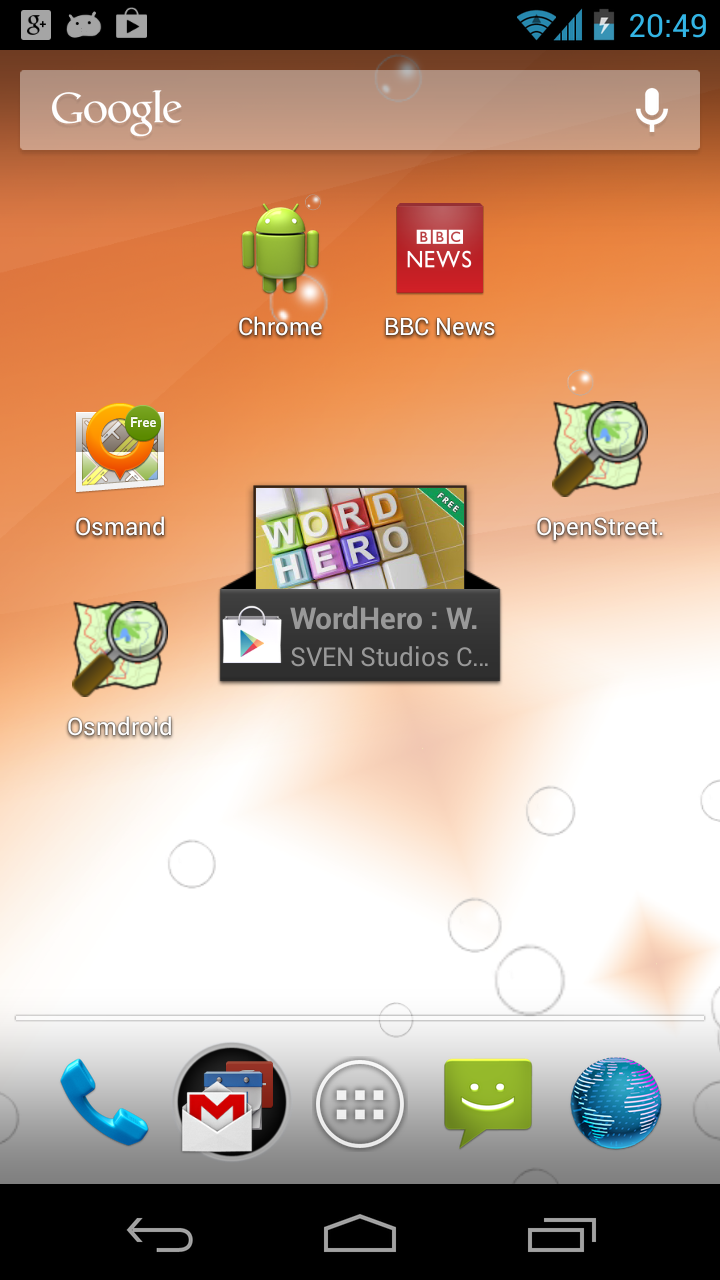 20:49
Google
BBC
NEWS
Chrome
BBC News
Free
Osmand
OpenStreet.
WORD
HERO
FREE
WordHero : W.
SVEN Studios C...
Osmdroid